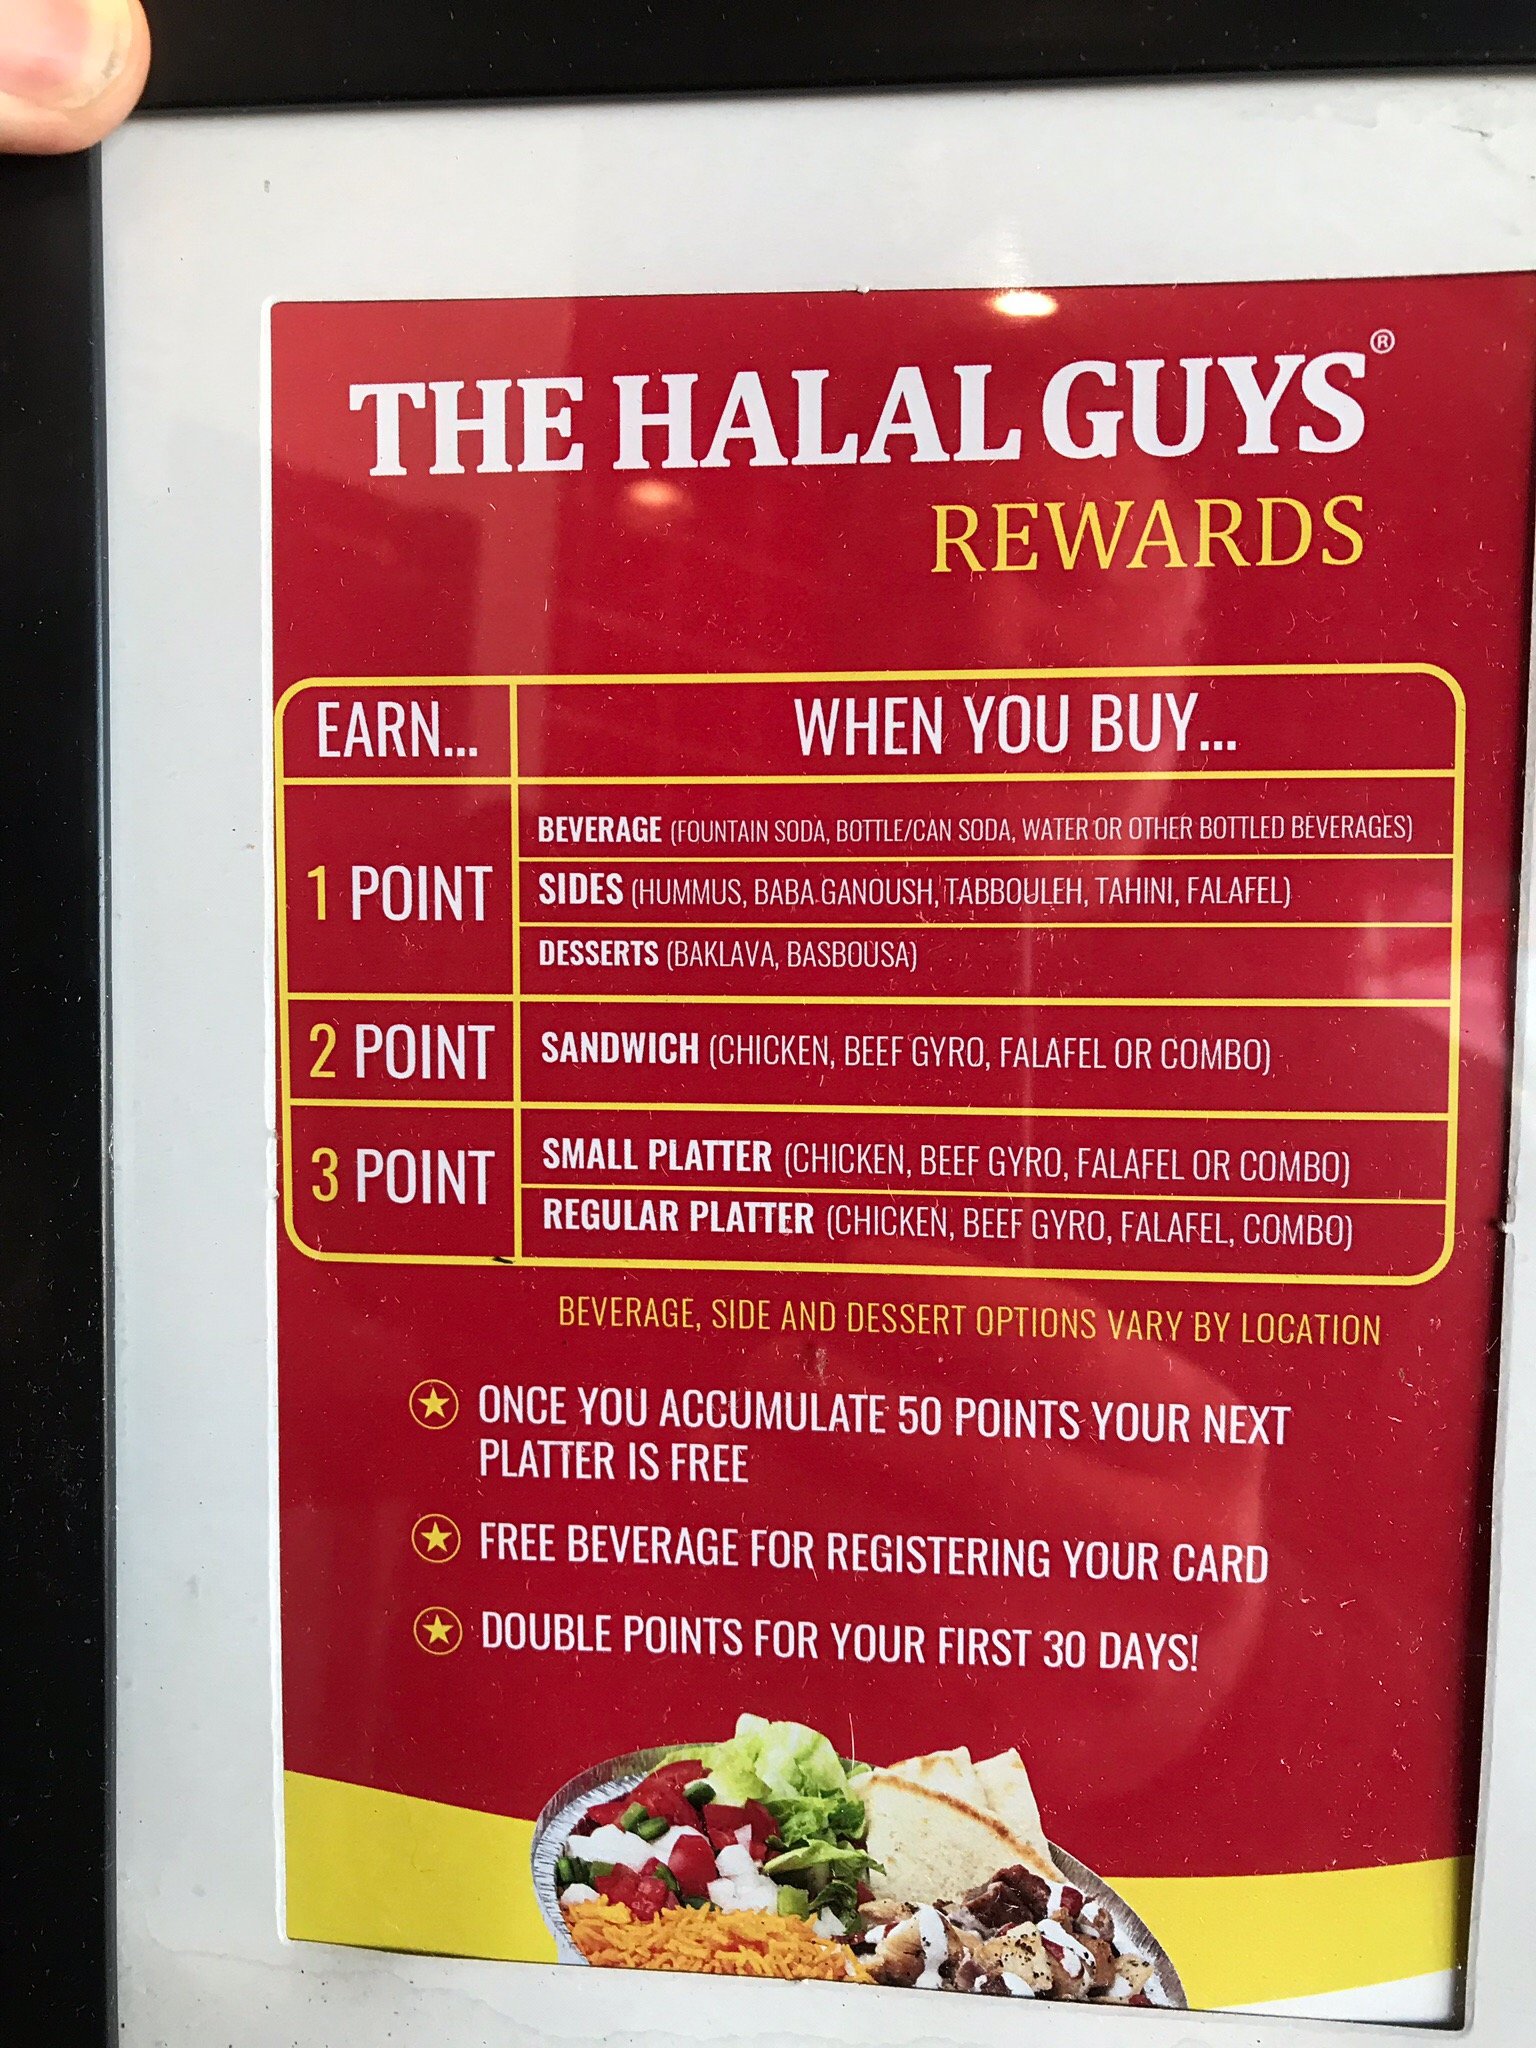 THE HALAL GUYS®
REWARDS
EARN... WHEN YOU BUY...
1 POINT
BEVERAGE (FOUNTAIN SODA, BOTTLE/CAN SODA, WATER OR OTHER BOTTLED BEVERAGES)
SIDES (HUMMUS, BABA GANOUSH, TABBOULEH, TAHINI, FALAFEL)
DESSERTS (BAKLAVA, BASBOUSA)
2 POINT
SANDWICH (CHICKEN, BEEF GYRO, FALAFEL OR COMBO)
3 POINT
SMALL PLATTER (CHICKEN, BEEF GYRO, FALAFEL OR COMBO)
REGULAR PLATTER (CHICKEN, BEEF GYRO, FALAFEL, COMBO)
BEVERAGE, SIDE AND DESSERT OPTIONS VARY BY LOCATION
ONCE YOU ACCUMULATE 50 POINTS YOUR NEXT
PLATTER IS FREE
FREE BEVERAGE FOR REGISTERING YOUR CARD
DOUBLE POINTS FOR YOUR FIRST 30 DAYS!